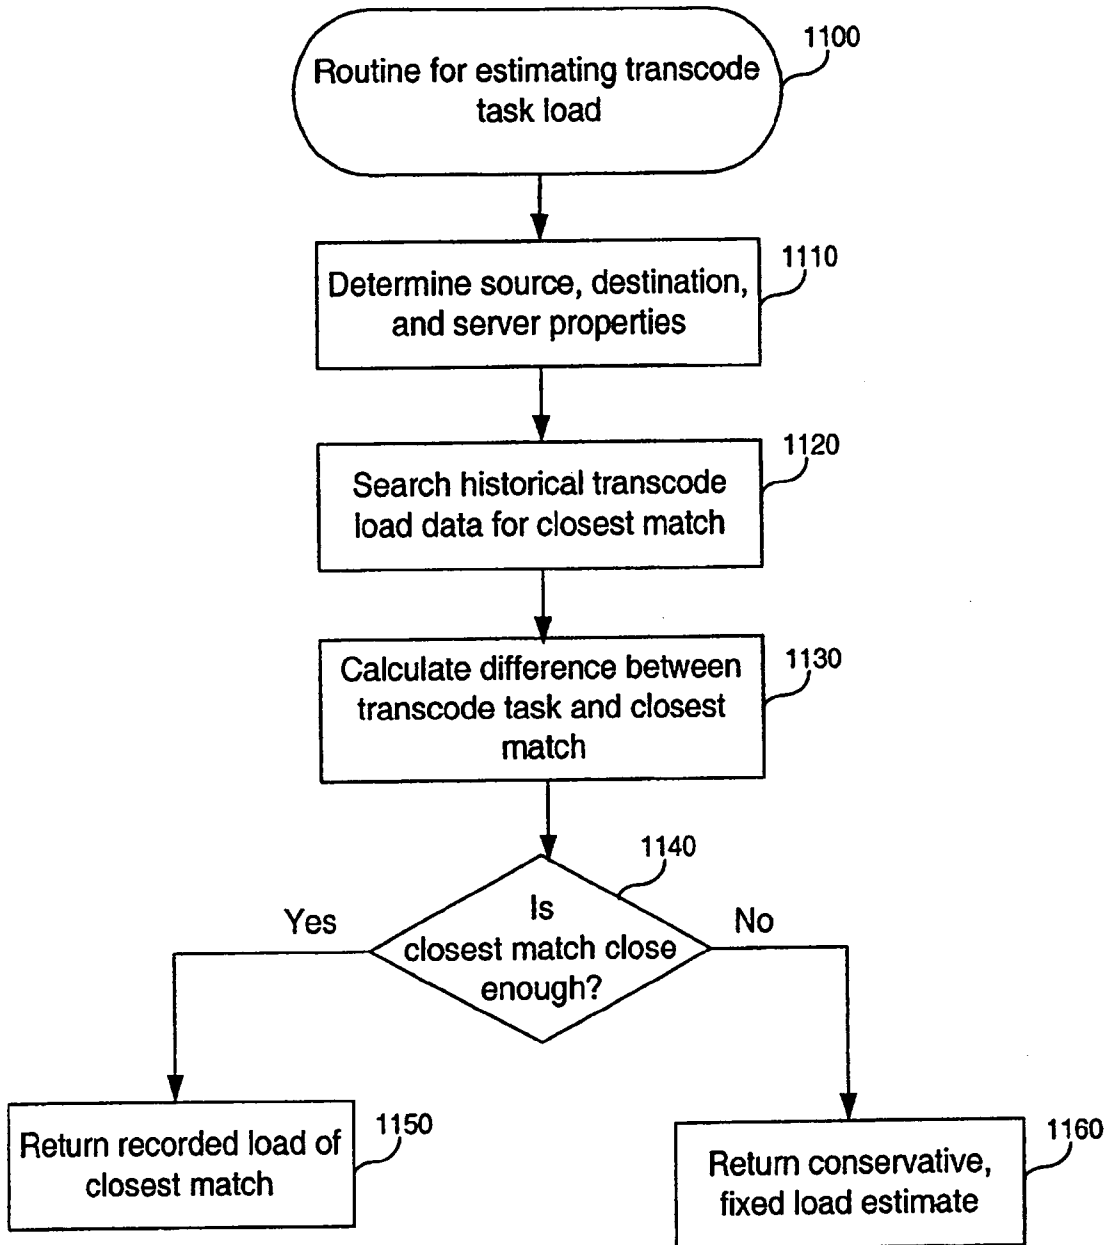 1100
Routine for estimating transcode
task load
1110
Determine source, destination,
and server properties
1120
Search historical transcode
load data for closest match
1130
Calculate difference between
transcode task and closest
match
1140
Is
closest match close
enough?
Yes
No
1150
Return recorded load of
closest match
1160
Return conservative,
fixed load estimate